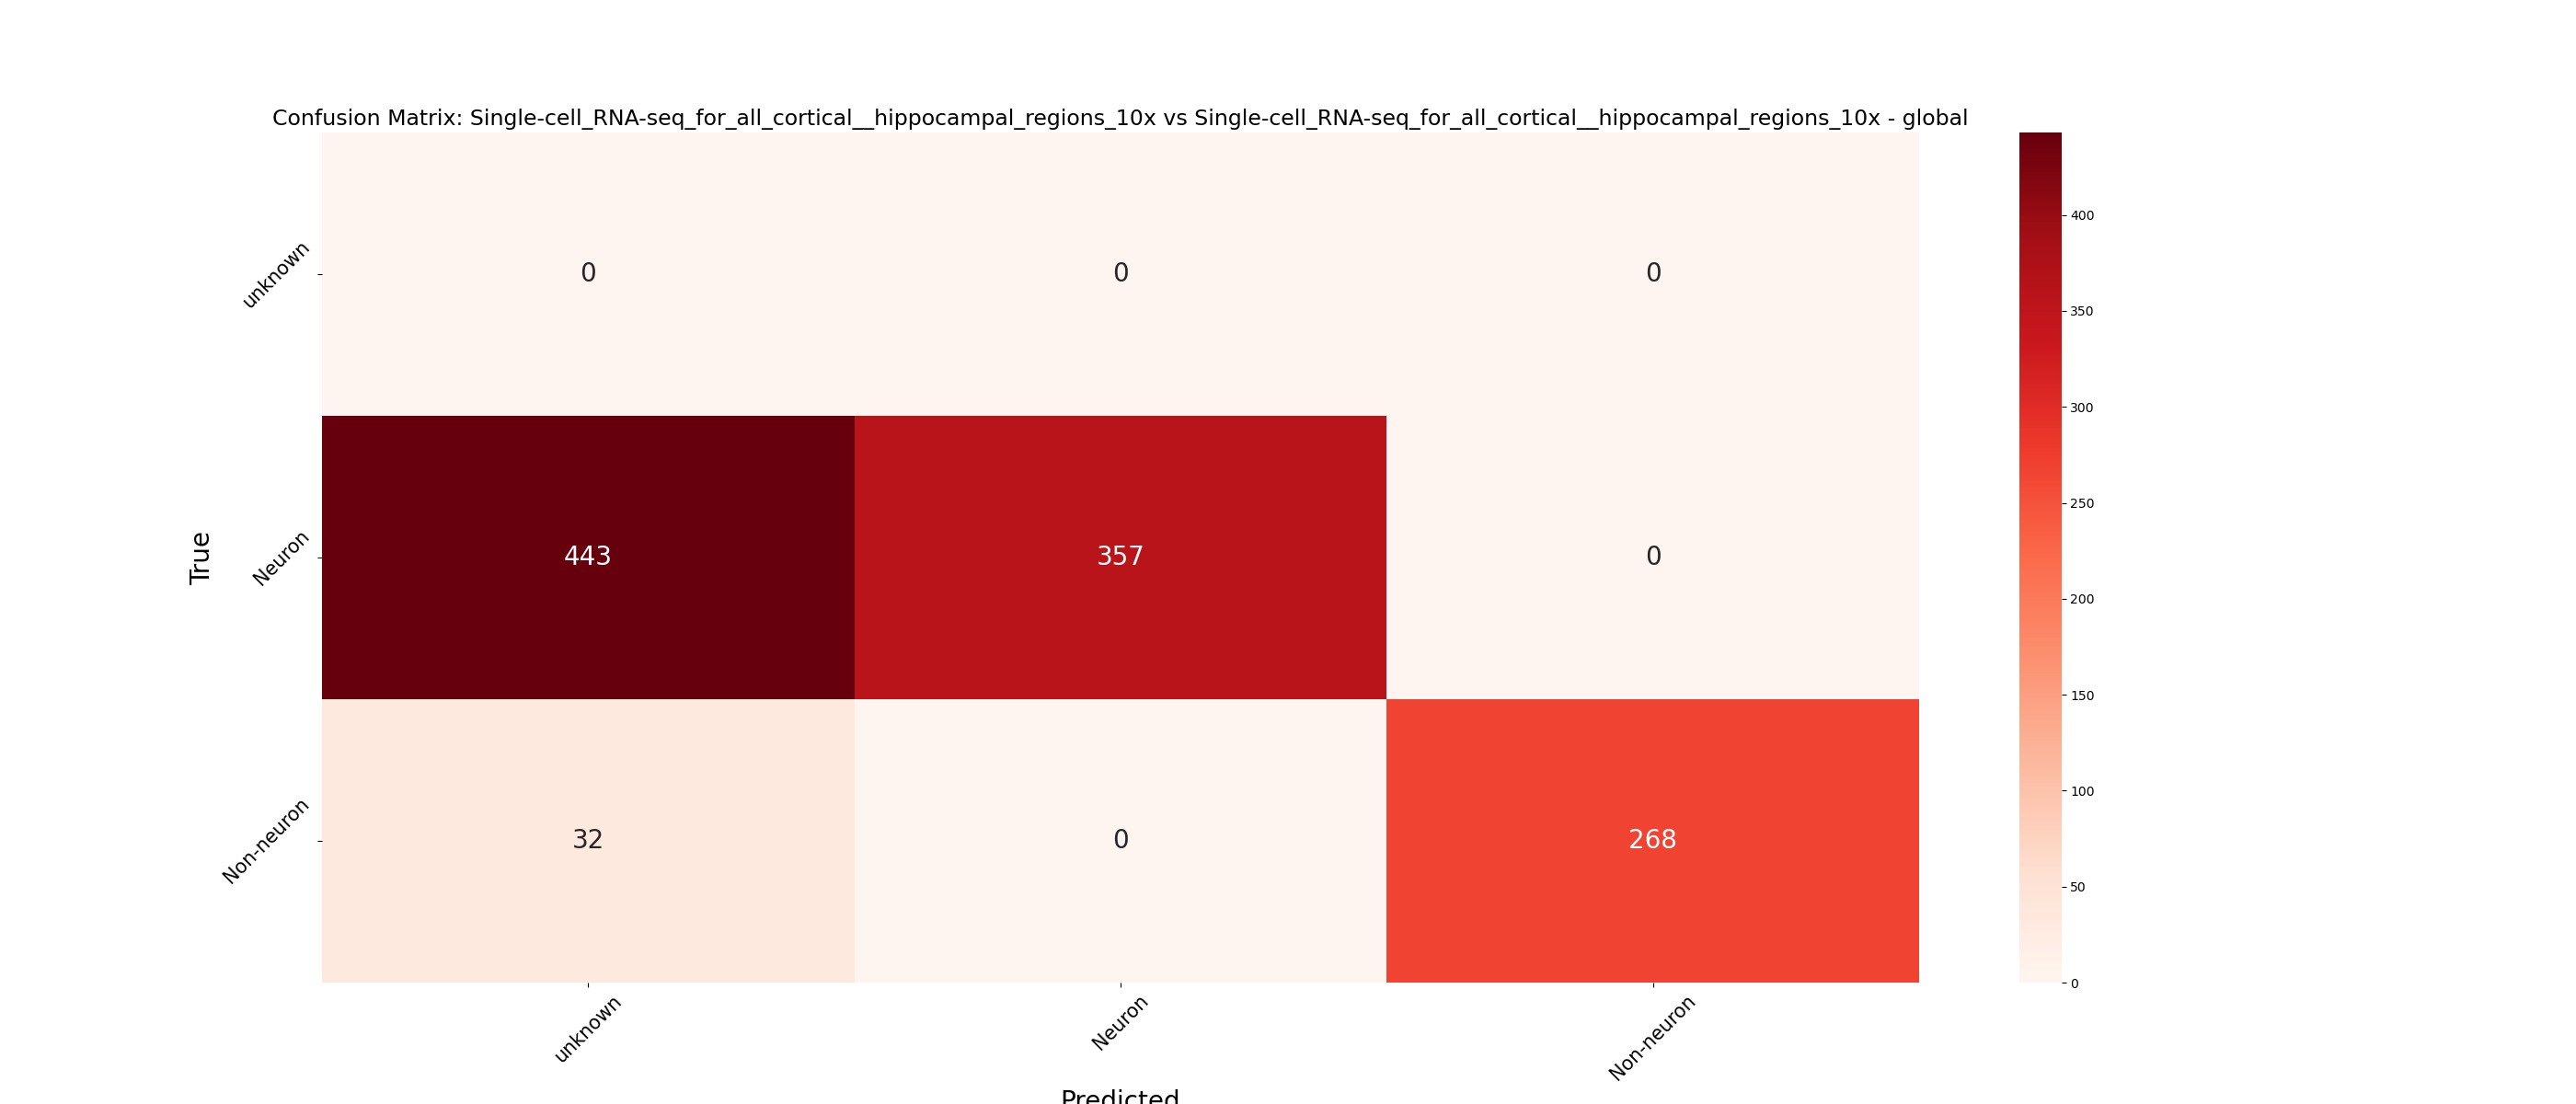 Confusion Matrix: Single-cell_RNA-seq_for_all_cortical__hippocampal_regions_10x vs Single-cell_RNA-seq_for_all_cortical__hippocampal_regions_10x - global
unknown
0
0
0
Neuron
443
357
0
Non-neuron
32
0
268
True
unknown
Neuron
Non-neuron
Predicted
400
350
300
250
200
150
100
50
0